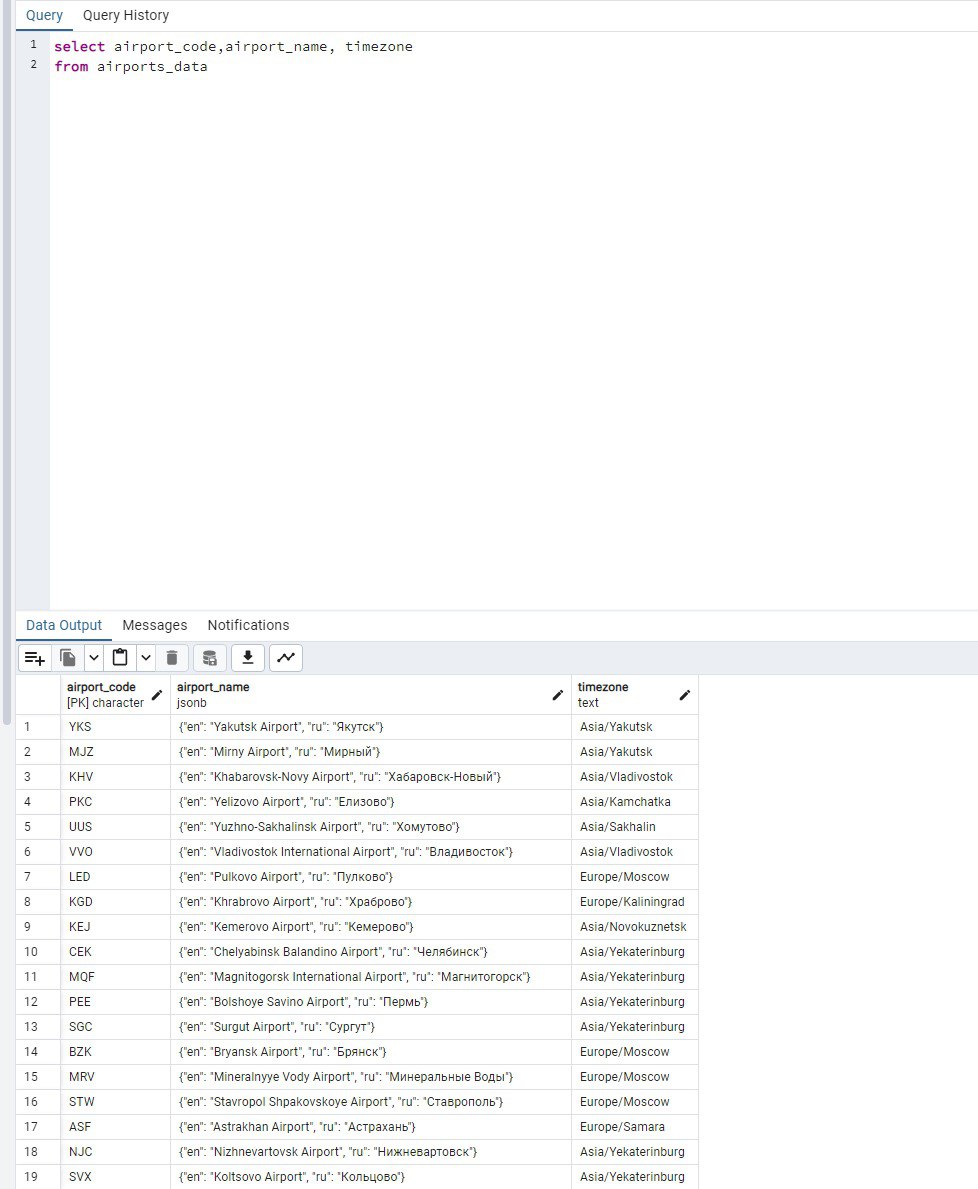 Query Query History
1 select airport_code,airport_name, timezone
2 from airports_data
Data Output Messages Notifications
airport_code airport_name timezone
[PK] character jsonb text
1 YKS {"en": "Yakutsk Airport", "ru": "Якутск"} Asia/Yakutsk
2 MJZ {"en": "Mirny Airport", "ru": "Мирный"} Asia/Yakutsk
3 KHV {"en": "Khabarovsk-Novy Airport", "ru": "Хабаровск-Новый"} Asia/Vladivostok
4 PKC {"en": "Yelizovo Airport", "ru": "Елизово"} Asia/Kamchatka
5 UUS {"en": "Yuzhno-Sakhalinsk Airport", "ru": "Хомутово"} Asia/Sakhalin
6 VVO {"en": "Vladivostok International Airport", "ru": "Владивосток"} Asia/Vladivostok
7 LED {"en": "Pulkovo Airport", "ru": "Пулково"} Europe/Moscow
8 KGD {"en": "Khrabrovo Airport", "ru": "Храброво"} Europe/Kaliningrad
9 KEJ {"en": "Kemerovo Airport", "ru": "Кемерово"} Asia/Novokuznetsk
10 CEK {"en": "Chelyabinsk Balandino Airport", "ru": "Челябинск"} Asia/Yekaterinburg
11 MQF {"en": "Magnitogorsk International Airport", "ru": "Магнитогорск"} Asia/Yekaterinburg
12 PEE {"en": "Bolshoye Savino Airport", "ru": "Пермь"} Asia/Yekaterinburg
13 SGC {"en": "Surgut Airport", "ru": "Сургут"} Asia/Yekaterinburg
14 BZK {"en": "Bryansk Airport", "ru": "Брянск"} Europe/Moscow
15 MRV {"en": "Mineralnyye Vody Airport", "ru": "Минеральные Воды"} Europe/Moscow
16 STW {"en": "Stavropol Shpakovskoye Airport", "ru": "Ставрополь"} Europe/Moscow
17 ASF {"en": "Astrakhan Airport", "ru": "Астрахань"} Europe/Samara
18 NJC {"en": "Nizhnevartovsk Airport", "ru": "Нижневартовск"} Asia/Yekaterinburg
19 SVX {"en": "Koltsovo Airport", "ru": "Кольцово"} Asia/Yekaterinburg